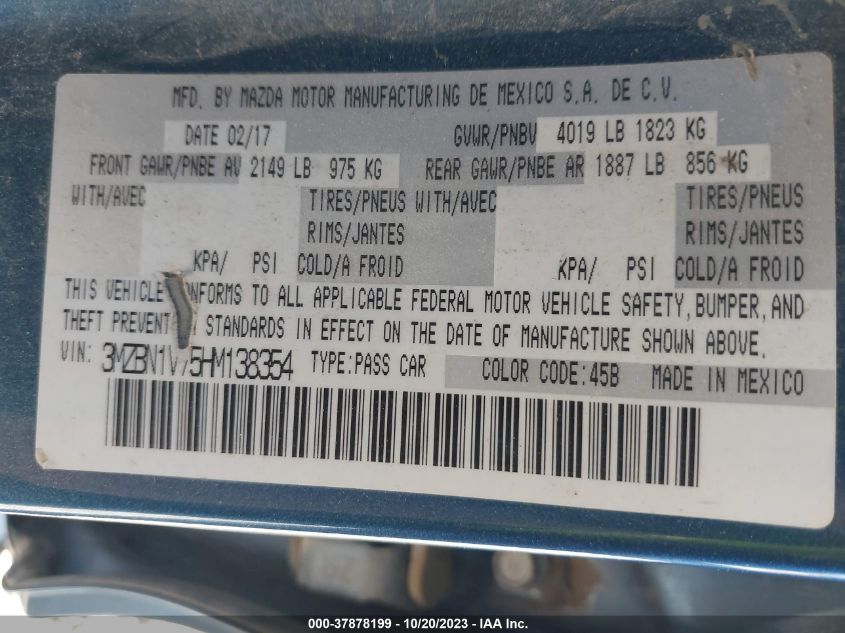 MFD. BY MAZDA MOTOR MANUFACTURING DE MEXICO S.A. DE C.V.
DATE 02/17 GVWR/PNBV 4019 LB 1823 KG
FRONT GAWR/PNBE AV 2149 LB 975 KG REAR GAWR/PNBE AR 1887 LB 856 KG
WITH/AVEC TIRES/PNEUS WITH/AVEC TIRES/PNEUS
RIMS/JANTES RIMS/JANTES
KPA/ PSI COLD/A FROID KPA/ PSI COLD/A FROID
THIS VEHICLE NFORMS TO ALL APPLICABLE FEDERAL MOTOR VEHICLE SAFETY, BUMPER, AND
THEFT PREVENT N STANDARDS IN EFFECT ON THE DATE OF MANUFACTURE SHOWN ABOVE.
VIN: 3MZBN1V75HM138354 TYPE:PASS CAR COLOR CODE:45B MADE IN MEXICO
000-37878199 - 10/20/2023 - IAA Inc.